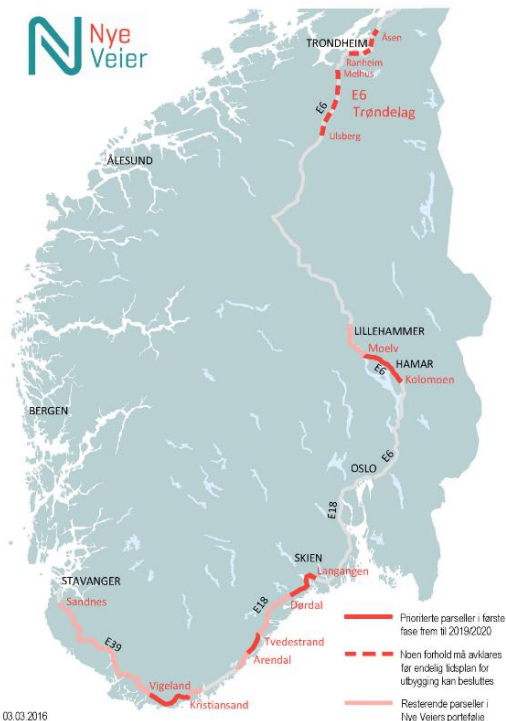 Nye
Veier
Åsen
TRONDHEIM
Ranheim
Melhus
E6
E6
Trøndelag
Ulsberg
ÅLESUND
LILLEHAMMER
Moelv
HAMAR
E6
Kolomoen
BERGEN
E6
OSLO
E18
SKIEN
Langangen
STAVANGER
Sandnes
E18
Dørdal
Prioriterte parseller i første
fase frem til 2019/2020
E39
Tvedestrand
Arendal
Noen forhold må avklares
før endelig tidsplan for
utbygging kan besluttes
Vigeland
Kristiansand
Resterende parseller i
Nye Veiers portefølje
03.03.2016